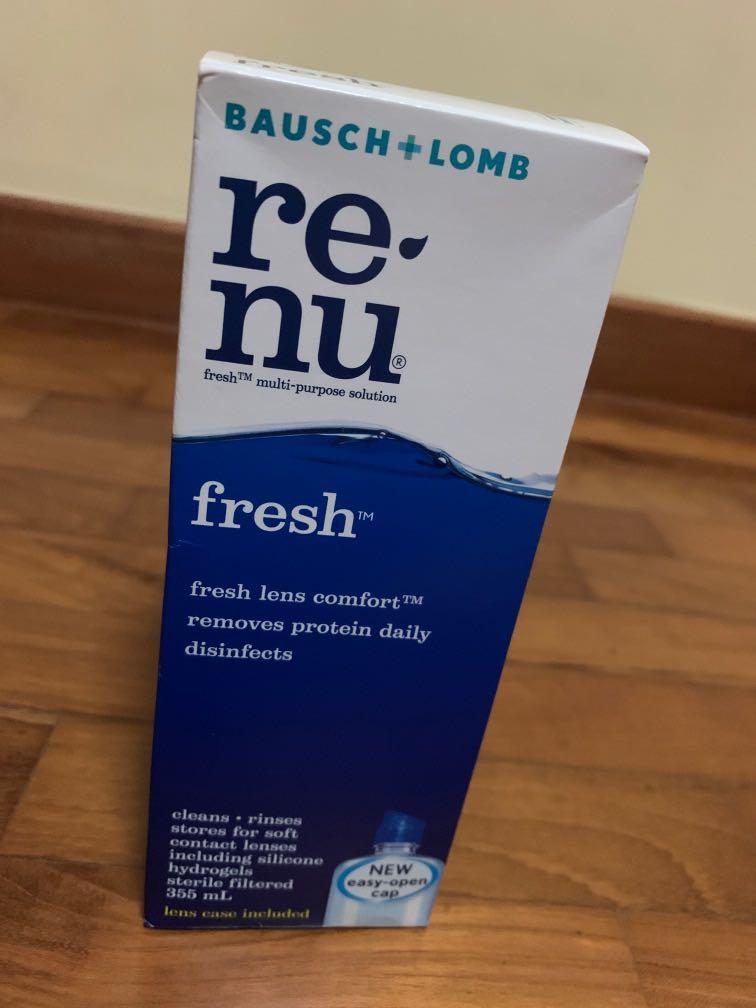 fresh
BAUSCH + LOMB
re
nu®
fresh™ multi-purpose solution
fresh™
fresh lens comfort™
removes protein daily
disinfects
cleans • rinses
stores for soft
contact lenses
including silicone
hydrogels
sterile filtered
355 mL
lens case included
NEW
easy-open
cap